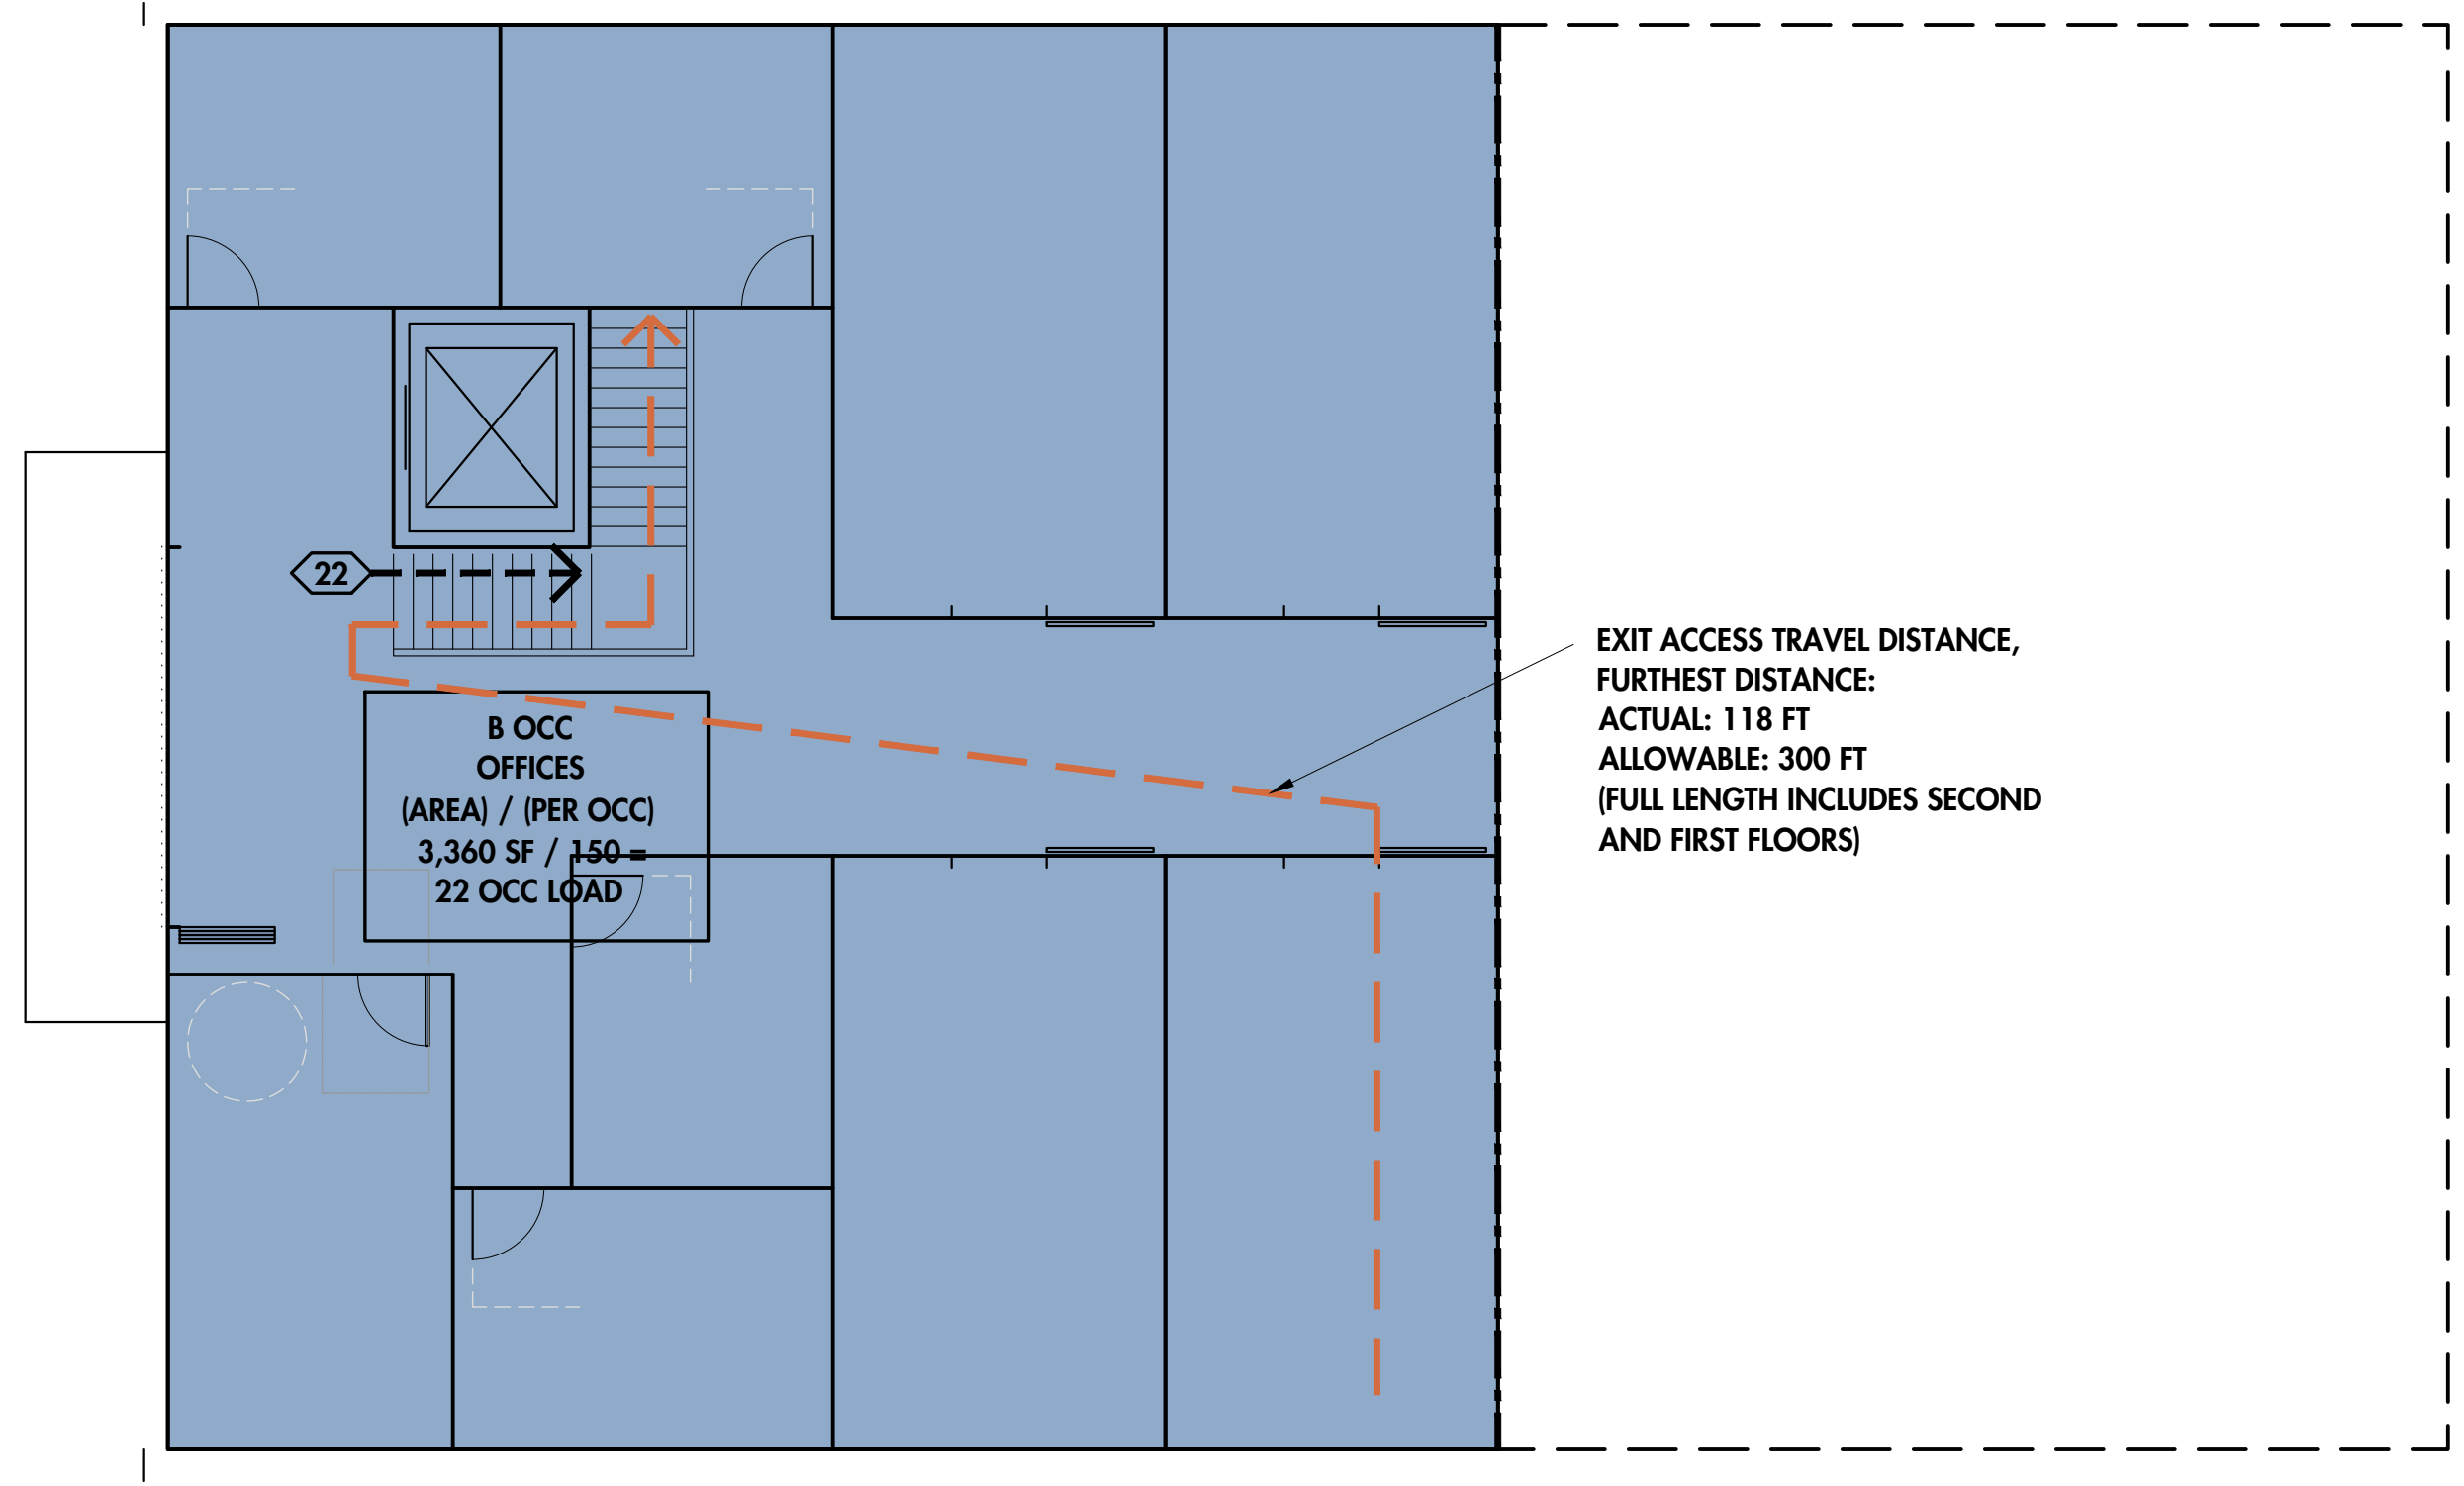 22
B OCC
OFFICES
(AREA) / (PER OCC)
3,360 SF / 150 =
22 OCC LOAD
EXIT ACCESS TRAVEL DISTANCE,
FURTHEST DISTANCE:
ACTUAL: 118 FT
ALLOWABLE: 300 FT
(FULL LENGTH INCLUDES SECOND
AND FIRST FLOORS)